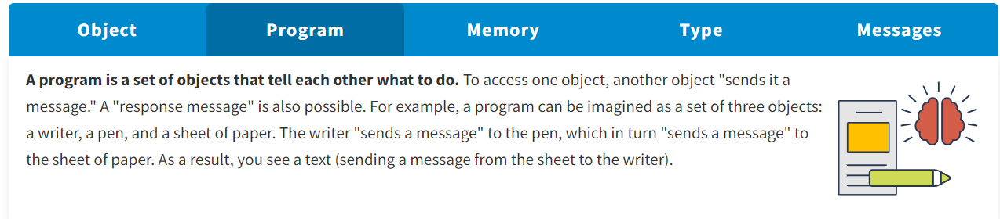 Object Program Memory Type Messages
A program is a set of objects that tell each other what to do. To access one object, another object "sends it a
message." A "response message" is also possible. For example, a program can be imagined as a set of three objects:
a writer, a pen, and a sheet of paper. The writer "sends a message" to the pen, which in turn "sends a message" to
the sheet of paper. As a result, you see a text (sending a message from the sheet to the writer).